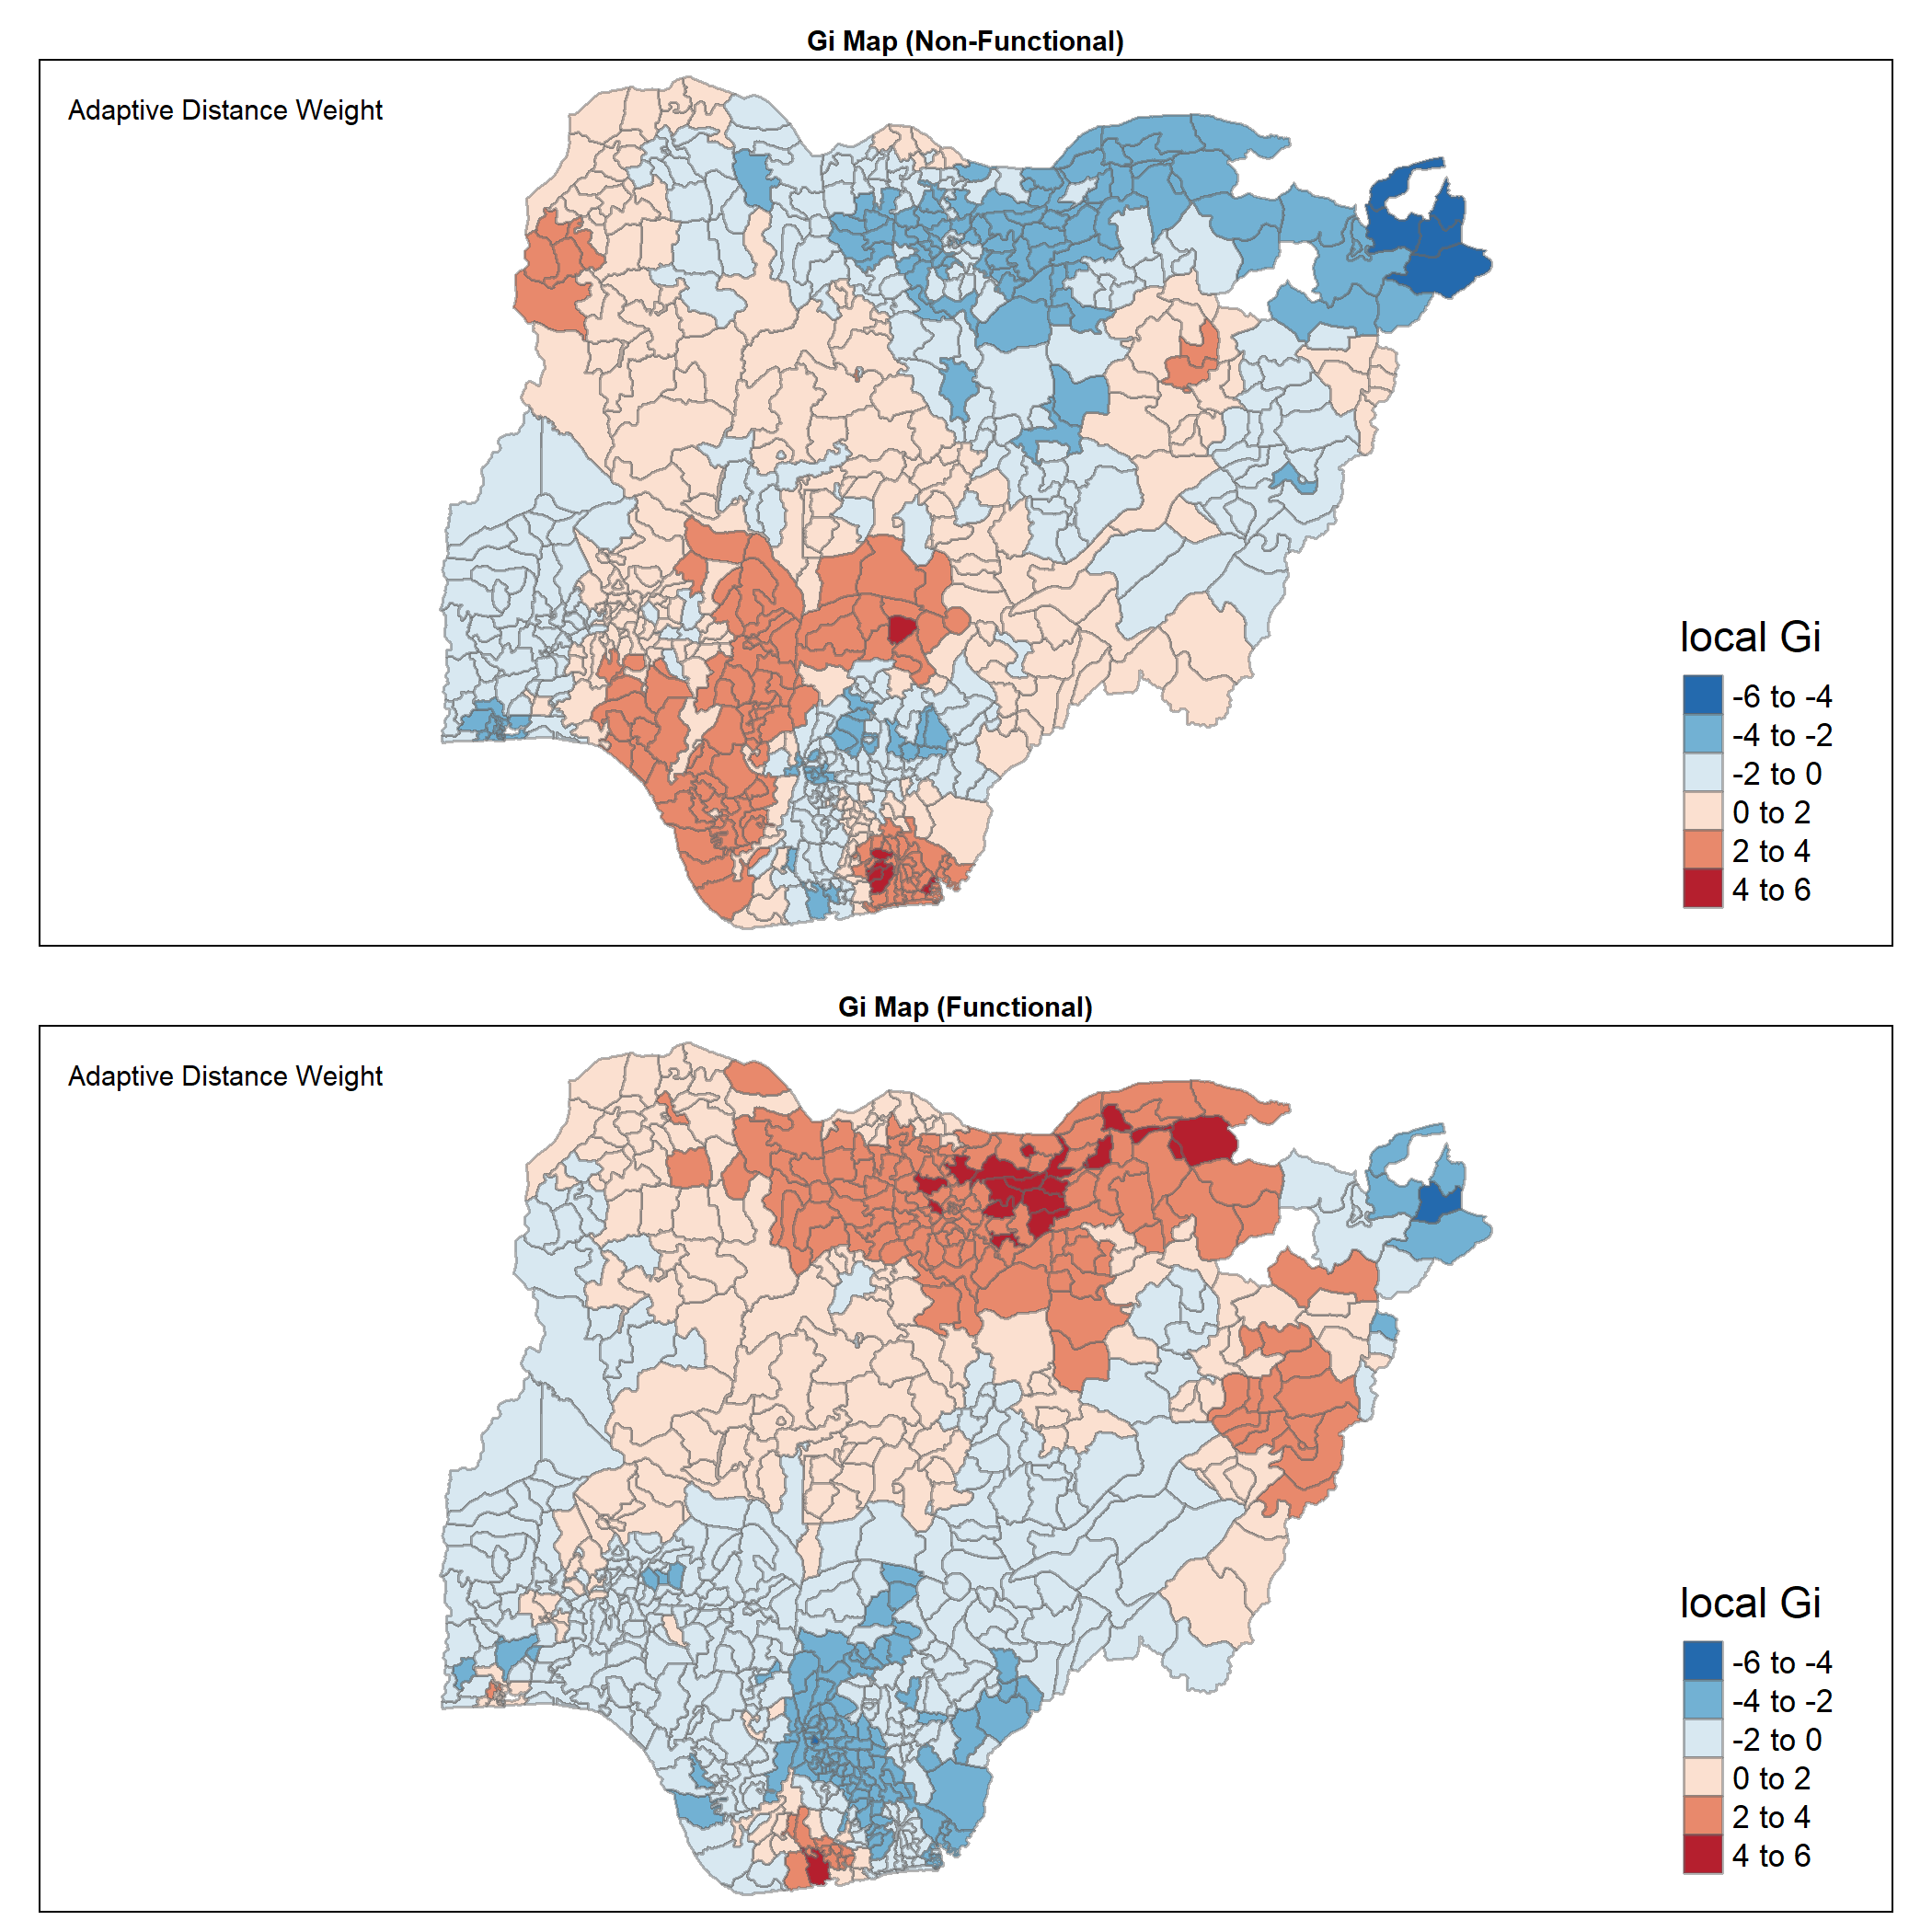 Gi Map (Non-Functional)
Adaptive Distance Weight
local Gi
-6 to -4
-4 to -2
-2 to 0
0 to 2
2 to 4
4 to 6
Gi Map (Functional)
Adaptive Distance Weight
local Gi
-6 to -4
-4 to -2
-2 to 0
0 to 2
2 to 4
4 to 6